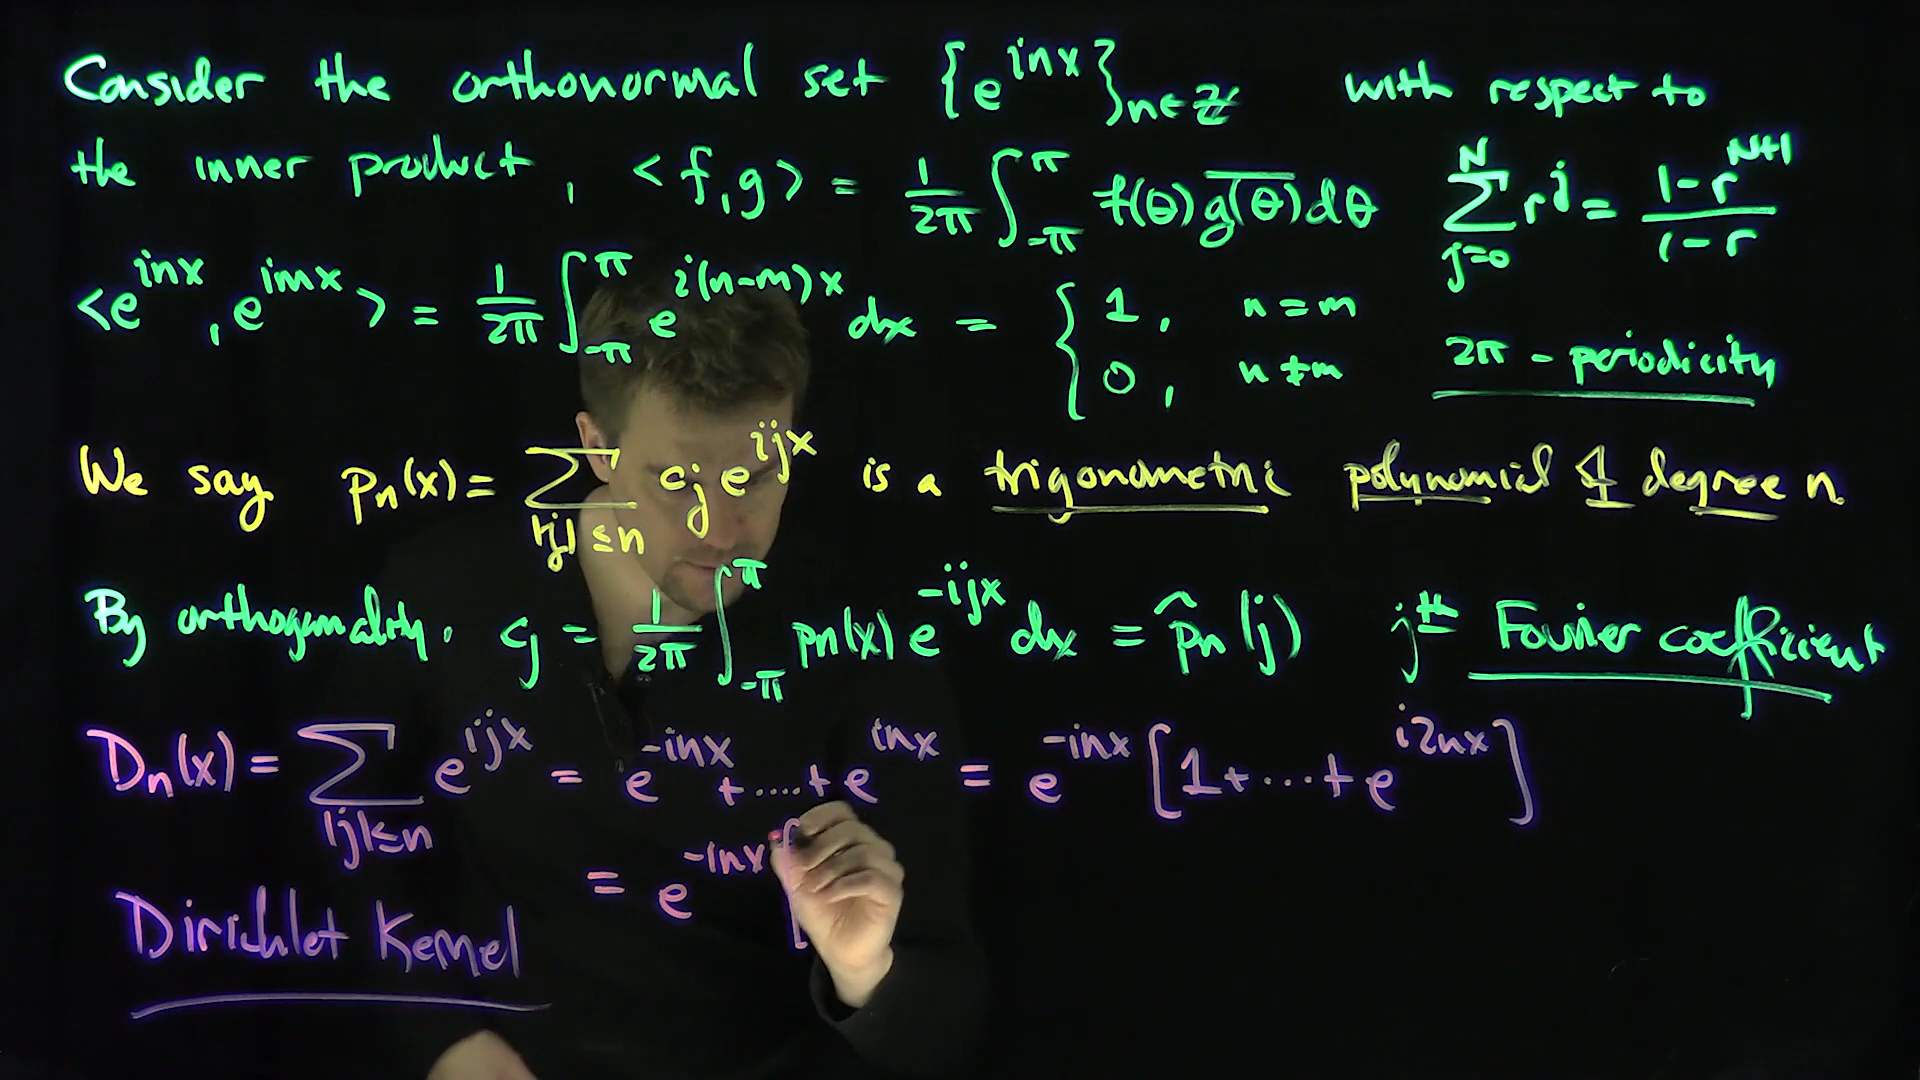 Consider the orthonormal set {e^{inx}}_{n∈ℤ} with respect to
the inner product, <f,g> = 1/2π ∫_{-π}^{π} f(θ) \overline{g(θ)} dθ
∑_{j=0}^{N} r^j = (1-r^{N+1})/(1-r)
<e^{inx}, e^{imx}> = 1/2π ∫_{-π}^{π} e^{i(n-m)x} dx = { 1, n=m
0, n≠m
2π-periodicity
We say p_n(x) = ∑_{|j|≤n} c_j e^{ijx} is a trigonometric polynomial of degree n.
By orthogonality, c_j = 1/2π ∫_{-π}^{π} p_n(x) e^{-ijx} dx = \hat{p}_n(j) j^{th} Fourier coefficient
D_n(x) = ∑_{|j|≤n} e^{ijx} = e^{-inx} + .... + e^{inx} = e^{-inx} [1 + ... + e^{i2nx}]
= e^{-inx} [
Dirichlet Kernel